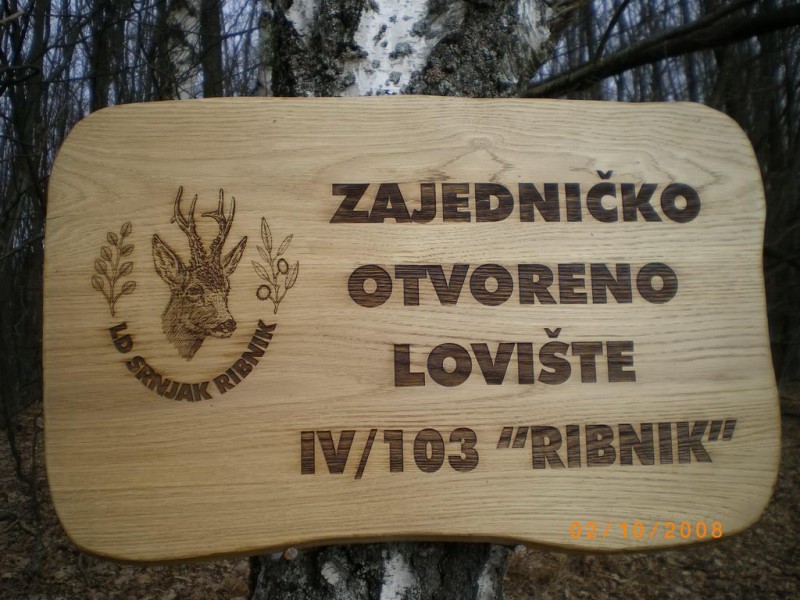 LD SRNJAK RIBNIK
ZAJEDNIČKO
OTVORENO
LOVIŠTE
IV/103 "RIBNIK"
02/10/2008